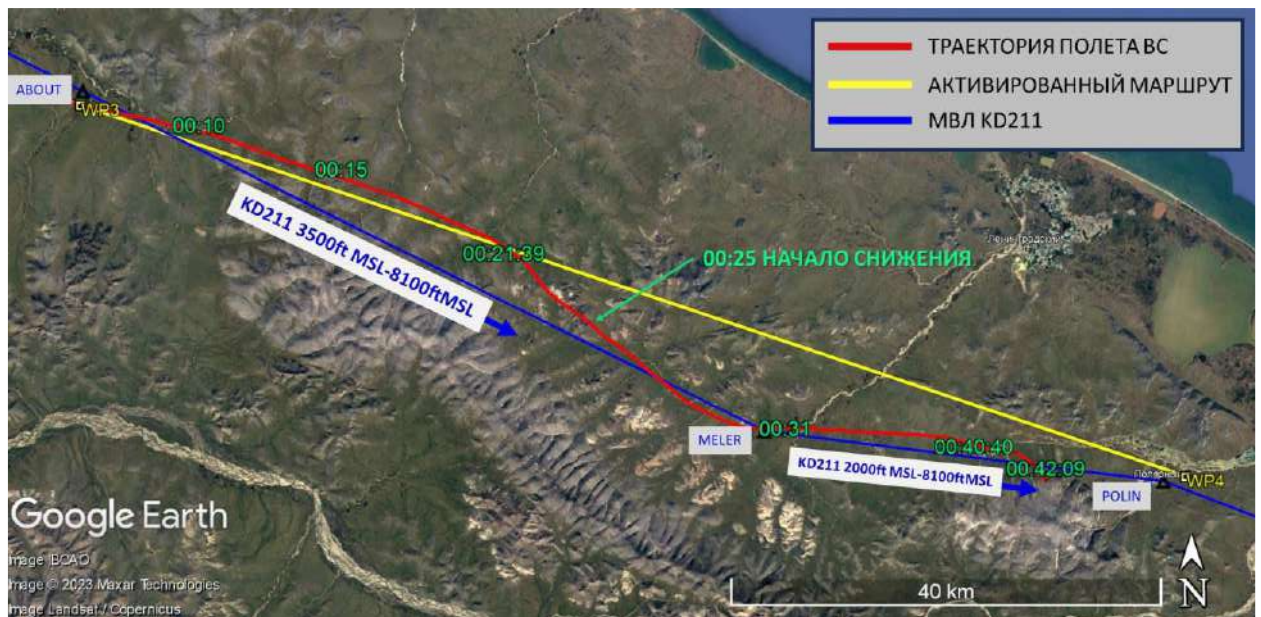 ТРАЕКТОРИЯ ПОЛЕТА ВС
АКТИВИРОВАННЫЙ МАРШРУТ
МВЛ KD211
ABOUT
WP3
00:10
00:15
KD211 3500ft MSL-8100ftMSL
00:21:39
00:25 НАЧАЛО СНИЖЕНИЯ
Ленинградский
MELER
00:31
00:40:40
KD211 2000ft MSL-8100ftMSL
00:42:09
POLIN
WP4
Google Earth
Image IBCAO
Image © 2023 Maxar Technologies
Image Landsat / Copernicus
40 km
N